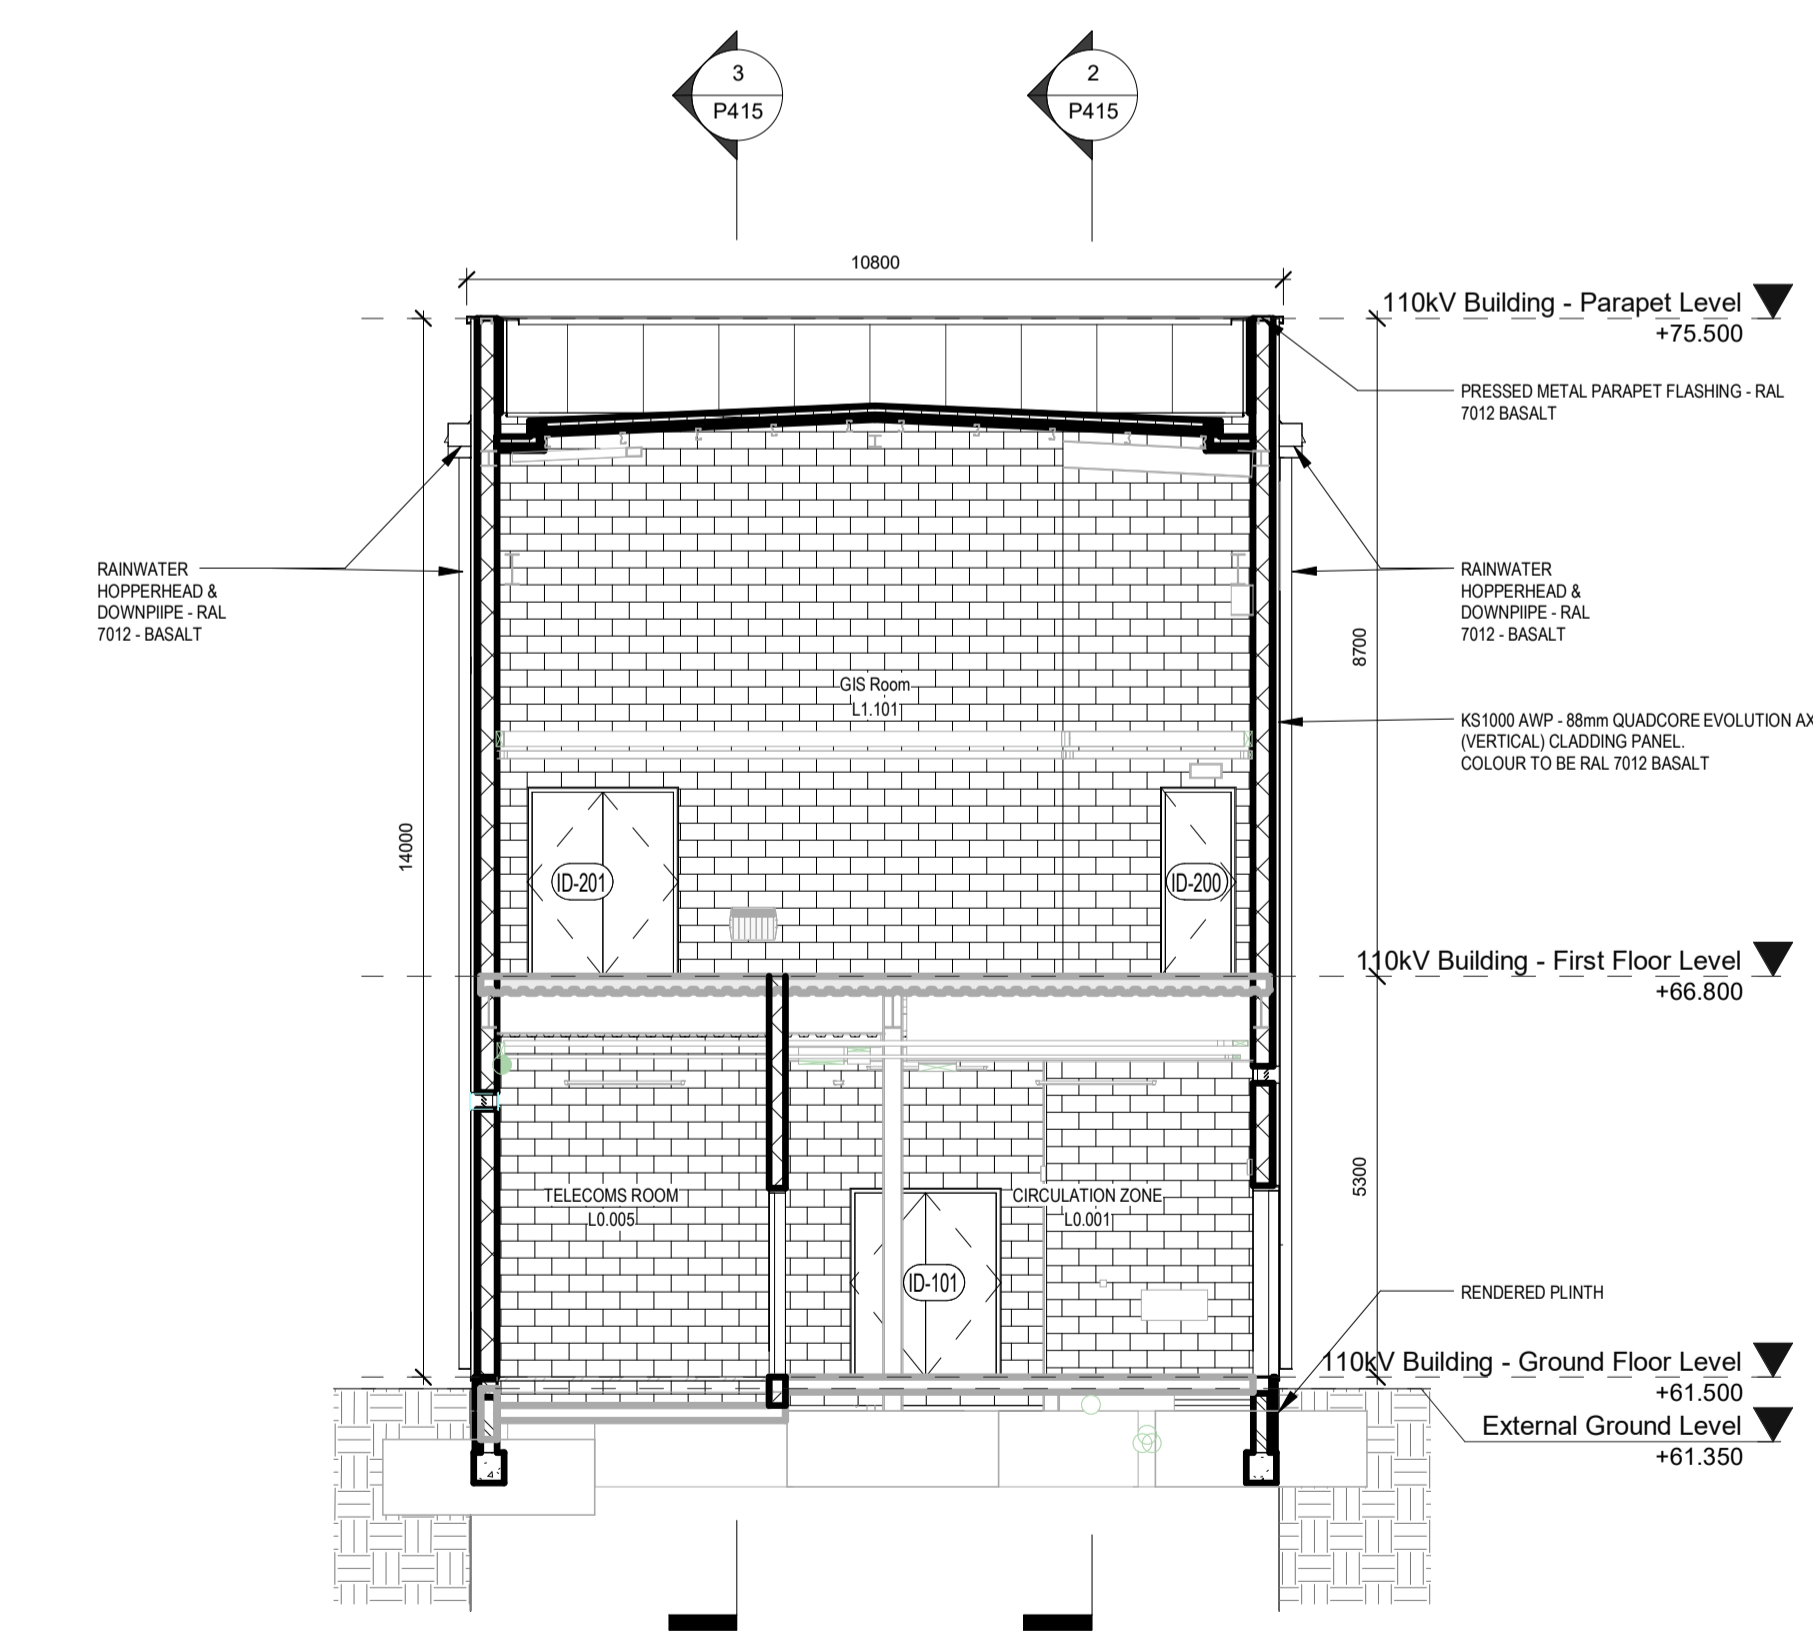 3
P415
2
P415
10800
110kV Building - Parapet Level
+75.500
PRESSED METAL PARAPET FLASHING - RAL
7012 BASALT
RAINWATER
HOPPERHEAD &
DOWNPIIPE - RAL
7012 - BASALT
RAINWATER
HOPPERHEAD &
DOWNPIIPE - RAL
7012 - BASALT
8700
GIS Room
L1.101
KS1000 AWP - 88mm QUADCORE EVOLUTION AX
(VERTICAL) CLADDING PANEL.
COLOUR TO BE RAL 7012 BASALT
14000
ID-201
ID-200
110kV Building - First Floor Level
+66.800
5300
TELECOMS ROOM
L0.005
CIRCULATION ZONE
L0.001
ID-101
RENDERED PLINTH
110kV Building - Ground Floor Level
+61.500
External Ground Level
+61.350